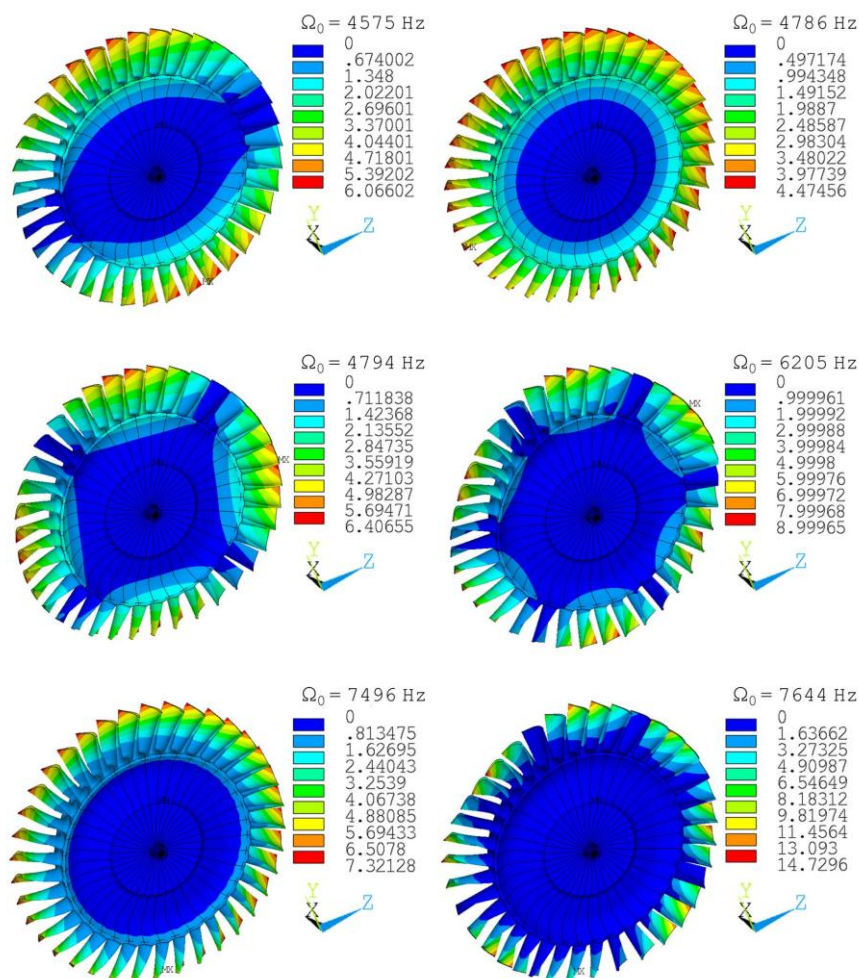 Ω₀ = 4575 Hz
0
.674002
1.348
2.02201
2.69601
3.37001
4.04401
4.71801
5.39202
6.06602
MX
Y
X
Z
Ω₀ = 4786 Hz
0
.497174
.994348
1.49152
1.9887
2.48587
2.98304
3.48022
3.97739
4.47456
MX
Y
X
Z
Ω₀ = 4794 Hz
0
.711838
1.42368
2.13552
2.84735
3.55919
4.27103
4.98287
5.69471
6.40655
MX
Y
X
Z
Ω₀ = 6205 Hz
0
.999961
1.99992
2.99988
3.99984
4.9998
5.99976
6.99972
7.99968
8.99965
MX
Y
X
Z
Ω₀ = 7496 Hz
0
.813475
1.62695
2.44043
3.2539
4.06738
4.88085
5.69433
6.5078
7.32128
MX
Y
X
Z
Ω₀ = 7644 Hz
0
1.63662
3.27325
4.90987
6.54649
8.18312
9.81974
11.4564
13.093
14.7296
MX
Y
X
Z